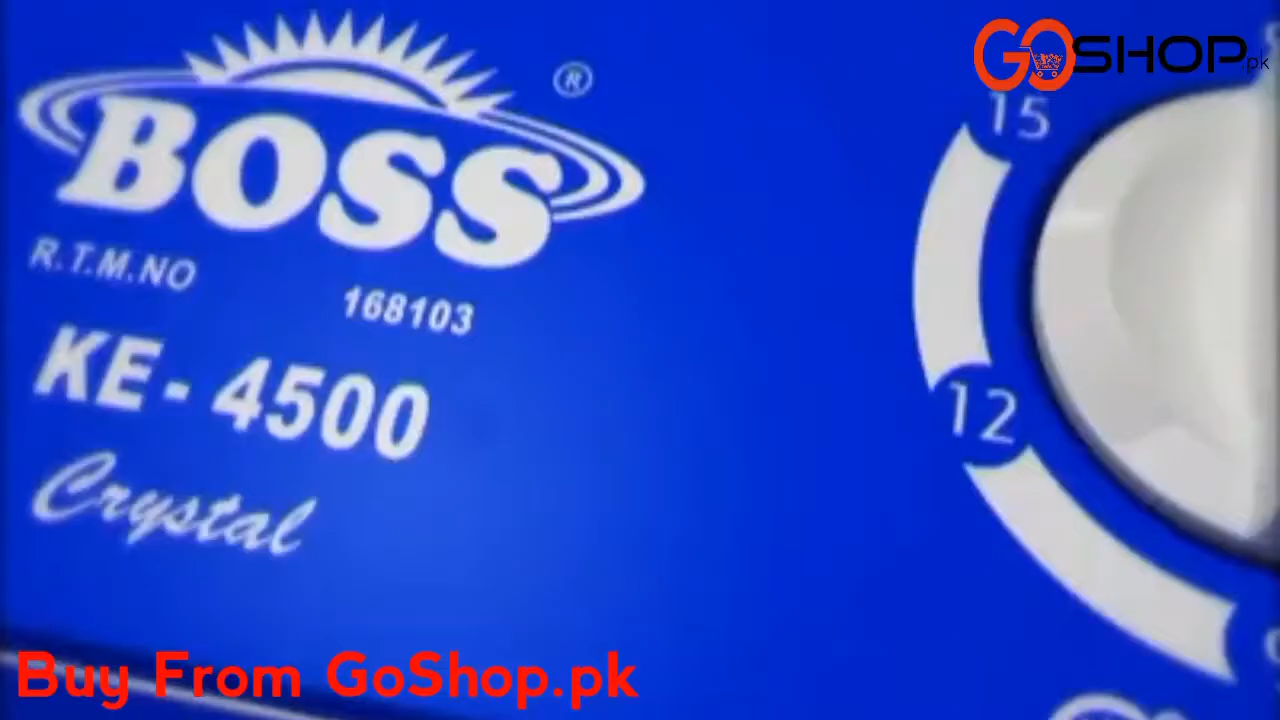 GOSHOP.pk
BOSS ®
R.T.M.NO 168103
KE - 4500
Crystal
15
12
Buy From GoShop.pk